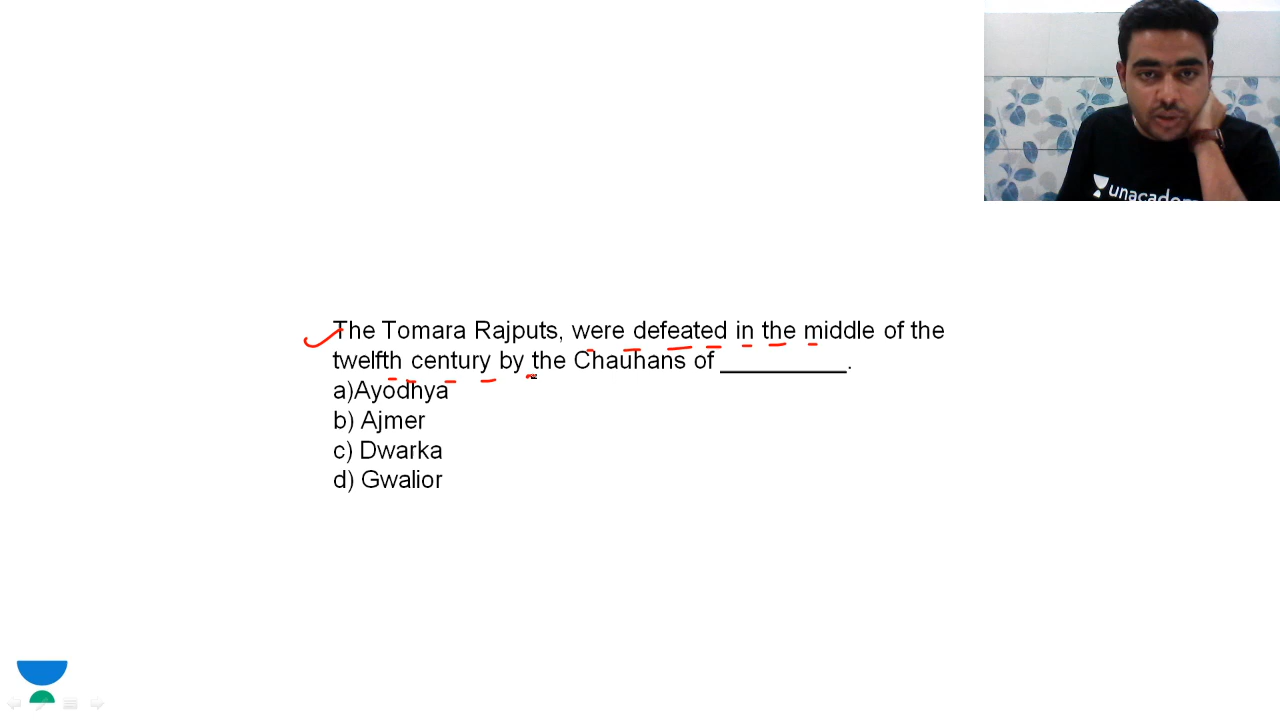 unacadem
The Tomara Rajputs, were defeated in the middle of the
twelfth century by the Chauhans of __________.
a)Ayodhya
b) Ajmer
c) Dwarka
d) Gwalior